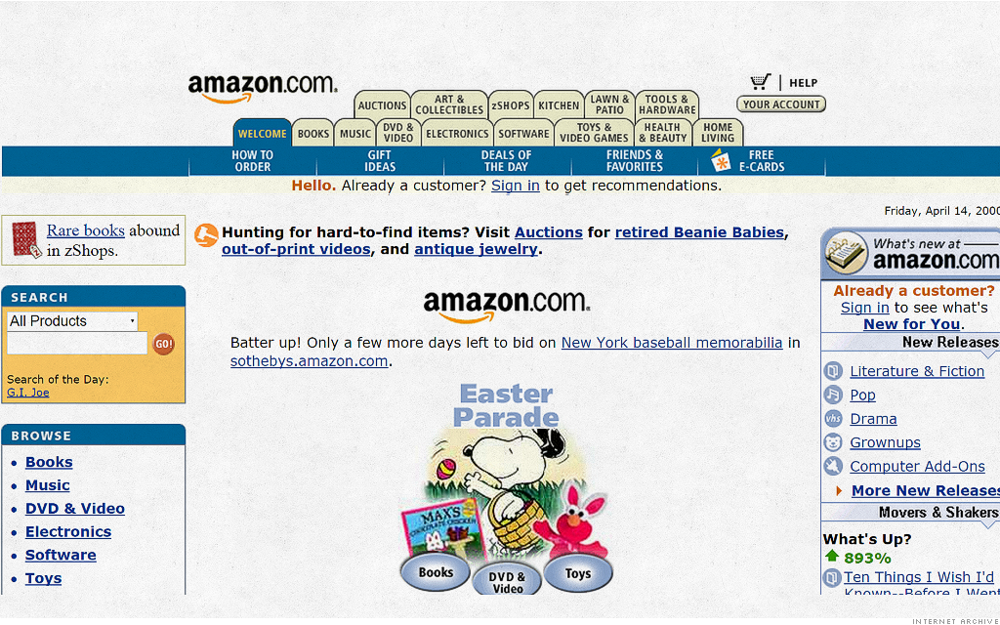 amazon.com.
HELP
YOUR ACCOUNT
AUCTIONS
ART &
COLLECTIBLES
zSHOPS
KITCHEN
LAWN &
PATIO
TOOLS &
HARDWARE
WELCOME
BOOKS
MUSIC
DVD &
VIDEO
ELECTRONICS
SOFTWARE
TOYS &
VIDEO GAMES
HEALTH
& BEAUTY
HOME
LIVING
HOW TO
ORDER
GIFT
IDEAS
DEALS OF
THE DAY
FRIENDS &
FAVORITES
FREE
E-CARDS
Hello. Already a customer? Sign in to get recommendations.
Friday, April 14, 2000
Rare books abound
in zShops.
SEARCH
All Products
GO!
Search of the Day:
G.I. Joe
BROWSE
• Books
• Music
• DVD & Video
• Electronics
• Software
• Toys
Hunting for hard-to-find items? Visit Auctions for retired Beanie Babies,
out-of-print videos, and antique jewelry.
amazon.com.
Batter up! Only a few more days left to bid on New York baseball memorabilia in
sothebys.amazon.com.
Easter
Parade
MAX'S
CHOCOLATE CHICKEN
Books
DVD &
Video
Toys
What's new at
amazon.com
Already a customer?
Sign in to see what's
New for You.
New Releases
Literature & Fiction
Pop
vhs Drama
Grownups
Computer Add-Ons
More New Releases
Movers & Shakers
What's Up?
893%
Ten Things I Wish I'd
Known--Before I Went
INTERNET ARCHIVE